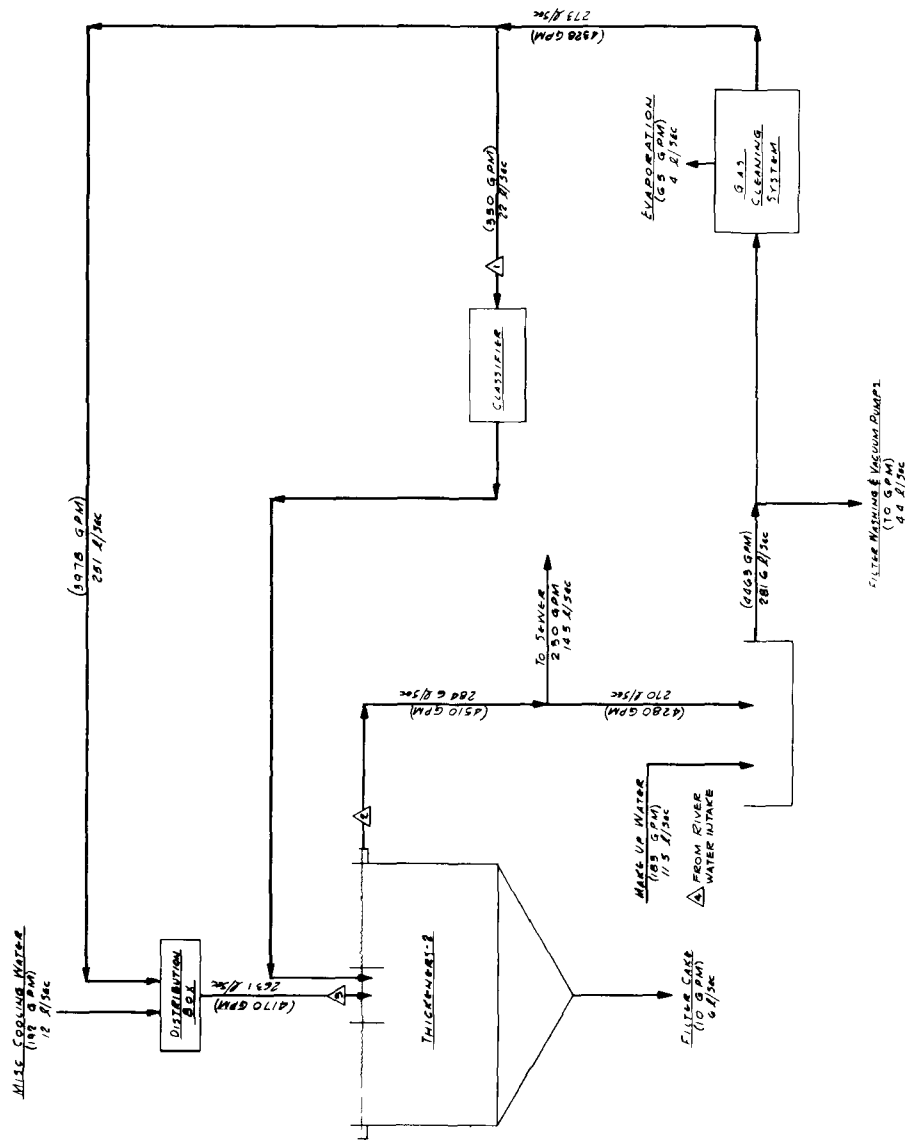 MISC COOLING WATER
(192 GPM)
12 l/sec
DISTRIBUTION
BOX
(3978 GPM)
251 l/sec
(4170 GPM)
263 1 l/sec
3
THICKENERS-2
FILTER CAKE
(10 GPM)
6 l/sec
2
(4510 GPM)
284 6 l/sec
TO SEWER
230 GPM
14 5 l/sec
(4280 GPM)
270 l/sec
MAKE UP WATER
(183 GPM)
11 5 l/sec
4 FROM RIVER
WATER INTAKE
CLASSIFIER
1
(350 GPM)
22 l/sec
(4328 GPM)
273 l/sec
EVAPORATION
(65 GPM)
4 l/sec
GAS
CLEANING
SYSTEM
(4463 GPM)
281 6 l/sec
FILTER WASHING & VACUUM PUMPS
(70 GPM)
4 4 l/sec